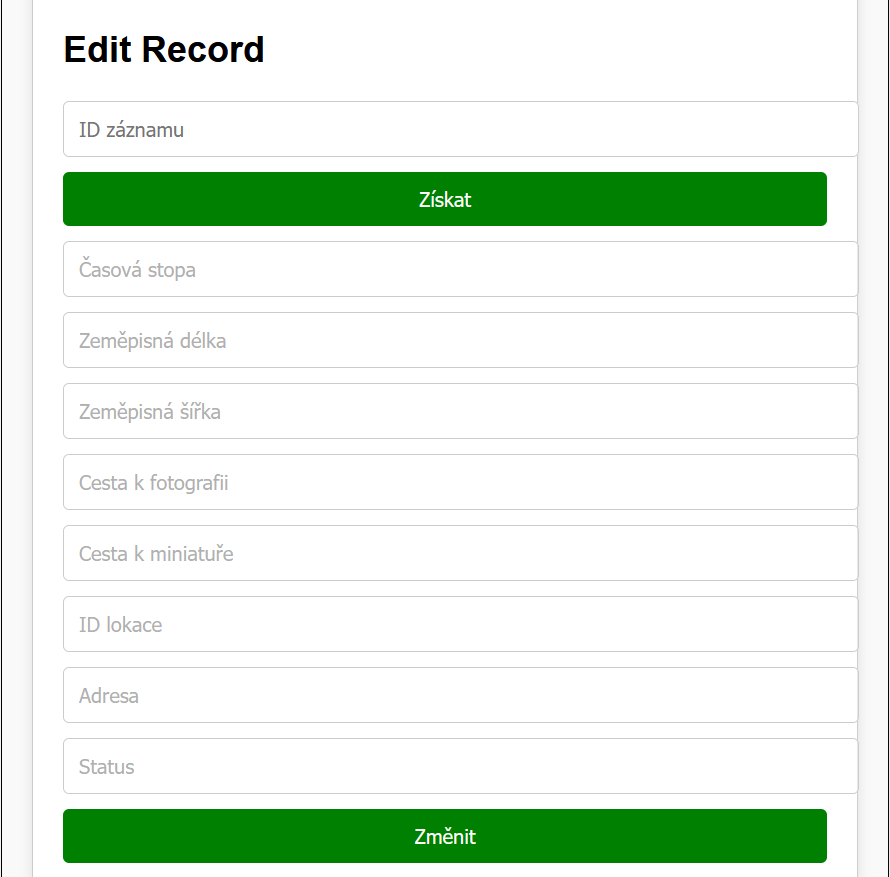 Edit Record
ID záznamu
Získat
Časová stopa
Zeměpisná délka
Zeměpisná šířka
Cesta k fotografii
Cesta k miniatuře
ID lokace
Adresa
Status
Změnit